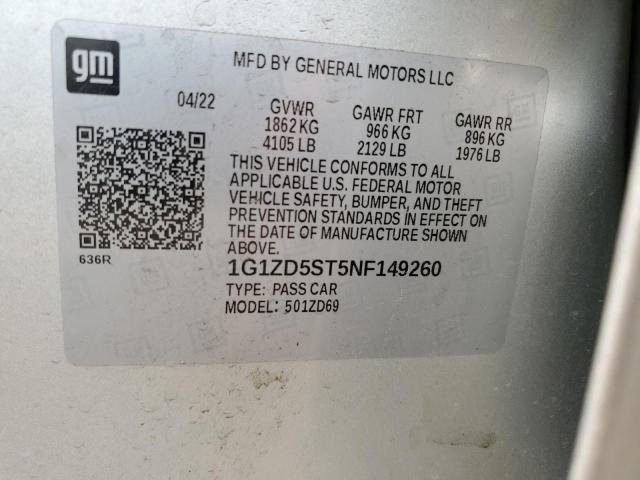 gm
MFD BY GENERAL MOTORS LLC
04/22 GVWR GAWR FRT GAWR RR
1862 KG 966 KG 896 KG
4105 LB 2129 LB 1976 LB
THIS VEHICLE CONFORMS TO ALL
APPLICABLE U.S. FEDERAL MOTOR
VEHICLE SAFETY, BUMPER, AND THEFT
PREVENTION STANDARDS IN EFFECT ON
THE DATE OF MANUFACTURE SHOWN
ABOVE.
636R
1G1ZD5ST5NF149260
TYPE: PASS CAR
MODEL: 501ZD69